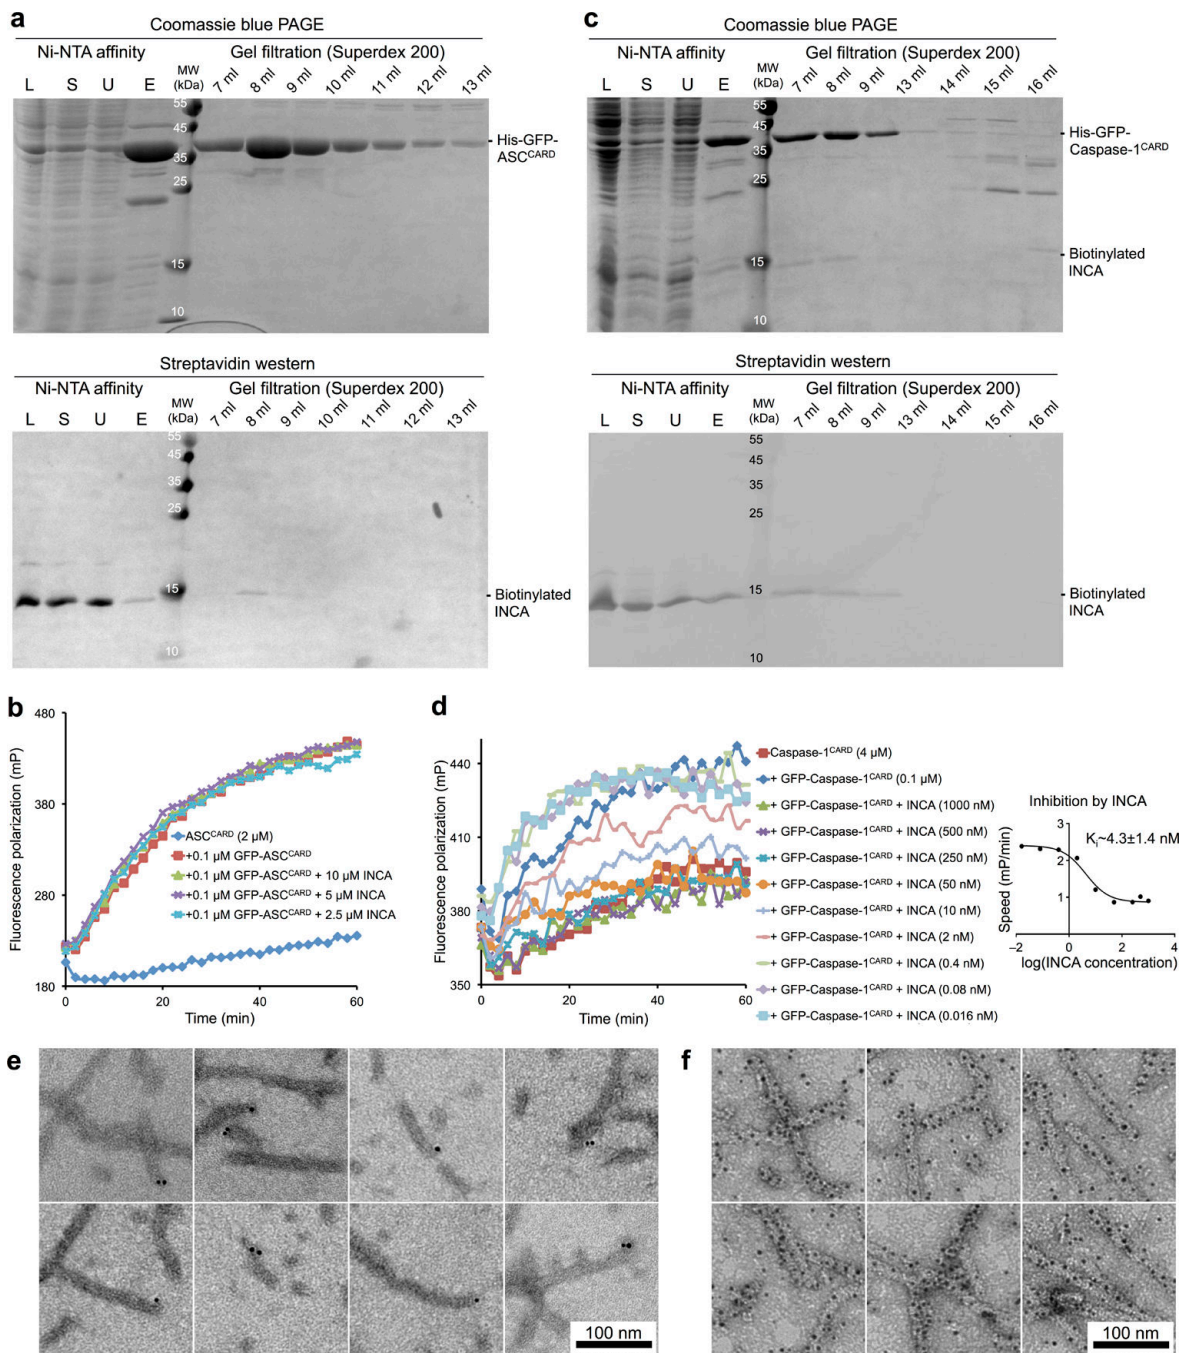 a
Coomassie blue PAGE
Ni-NTA affinity
Gel filtration (Superdex 200)
L S U E MW (kDa) 7 ml 8 ml 9 ml 10 ml 11 ml 12 ml 13 ml
55
45
35
25
15
10
His-GFP-
ASC^CARD
Streptavidin western
Ni-NTA affinity
Gel filtration (Superdex 200)
L S U E MW (kDa) 7 ml 8 ml 9 ml 10 ml 11 ml 12 ml 13 ml
55
45
35
25
15
10
Biotinylated
INCA
c
Coomassie blue PAGE
Ni-NTA affinity
Gel filtration (Superdex 200)
L S U E MW (kDa) 7 ml 8 ml 9 ml 13 ml 14 ml 15 ml 16 ml
55
45
35
25
15
10
His-GFP-
Caspase-1^CARD
Biotinylated
INCA
Streptavidin western
Ni-NTA affinity
Gel filtration (Superdex 200)
L S U E MW (kDa) 7 ml 8 ml 9 ml 13 ml 14 ml 15 ml 16 ml
55
45
35
25
15
10
Biotinylated
INCA
b
Fluorescence polarization (mP)
480
380
280
180
0 20 40 60
Time (min)
ASC^CARD (2 µM)
+0.1 µM GFP-ASC^CARD
+0.1 µM GFP-ASC^CARD + 10 µM INCA
+0.1 µM GFP-ASC^CARD + 5 µM INCA
+0.1 µM GFP-ASC^CARD + 2.5 µM INCA
d
Fluorescence polarization (mP)
440
410
380
350
0 20 40 60
Time (min)
Caspase-1^CARD (4 µM)
+ GFP-Caspase-1^CARD (0.1 µM)
+ GFP-Caspase-1^CARD + INCA (1000 nM)
+ GFP-Caspase-1^CARD + INCA (500 nM)
+ GFP-Caspase-1^CARD + INCA (250 nM)
+ GFP-Caspase-1^CARD + INCA (50 nM)
+ GFP-Caspase-1^CARD + INCA (10 nM)
+ GFP-Caspase-1^CARD + INCA (2 nM)
+ GFP-Caspase-1^CARD + INCA (0.4 nM)
+ GFP-Caspase-1^CARD + INCA (0.08 nM)
+ GFP-Caspase-1^CARD + INCA (0.016 nM)
Inhibition by INCA
K_i~4.3±1.4 nM
Speed (mP/min)
3
2
1
0
−2 0 2 4
log(INCA concentration)
e
100 nm
f
100 nm